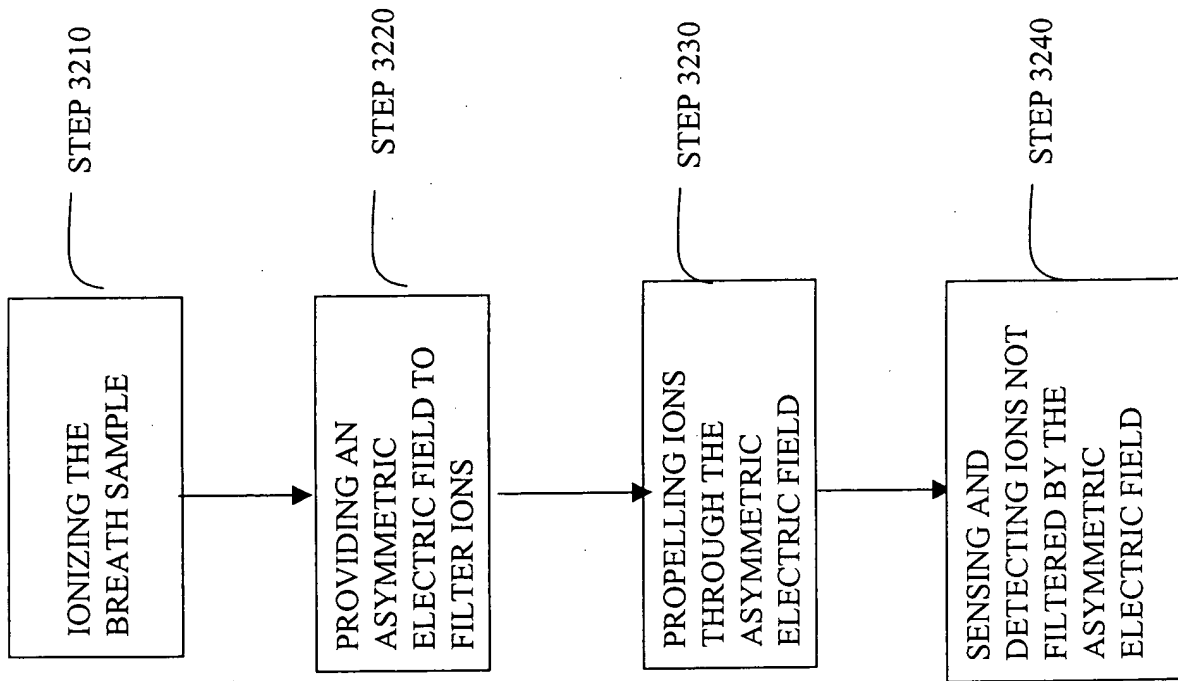 IONIZING THE
BREATH SAMPLE
STEP 3210
PROVIDING AN
ASYMMETRIC
ELECTRIC FIELD TO
FILTER IONS
STEP 3220
PROPELLING IONS
THROUGH THE
ASYMMETRIC
ELECTRIC FIELD
STEP 3230
SENSING AND
DETECTING IONS NOT
FILTERED BY THE
ASYMMETRIC
ELECTRIC FIELD
STEP 3240